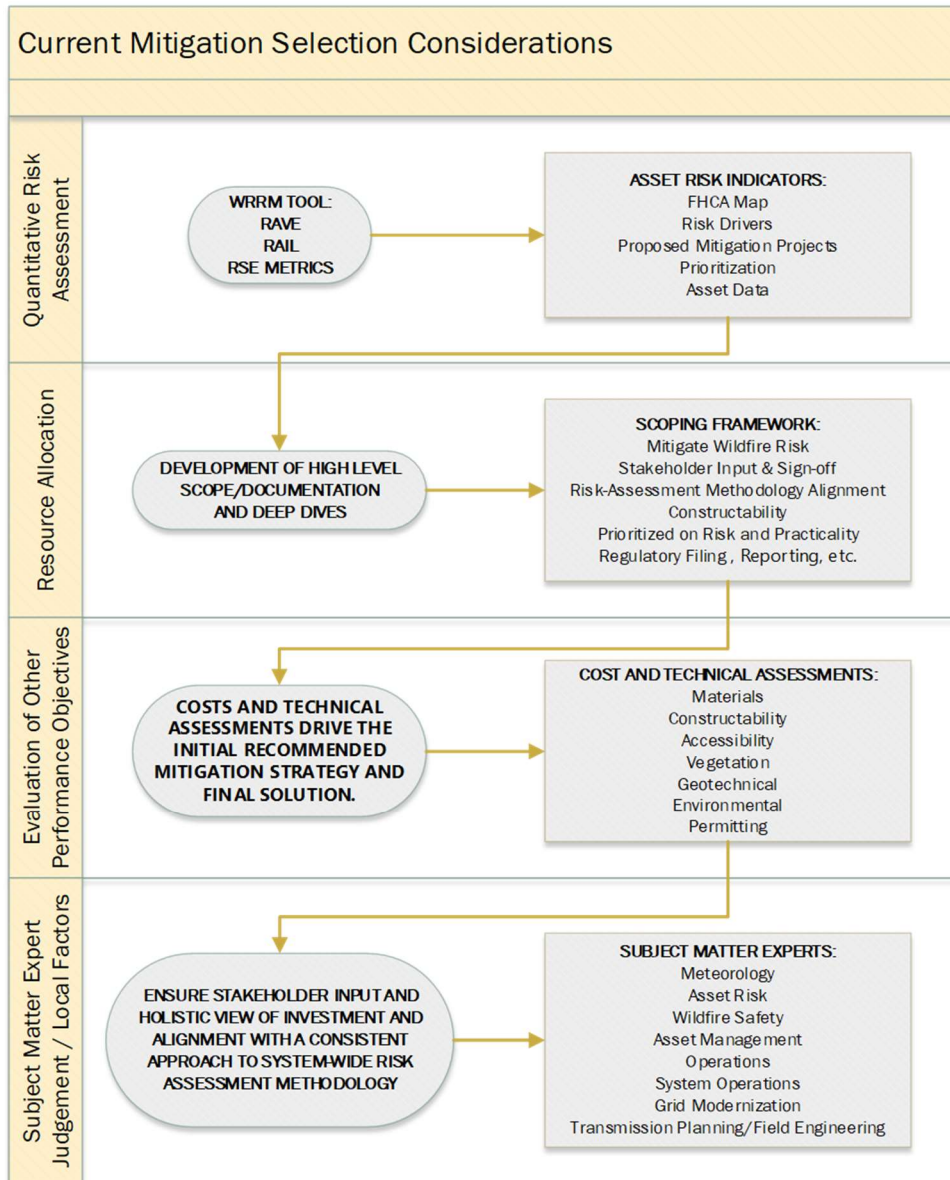 Current Mitigation Selection Considerations
Quantitative Risk
Assessment
WRRM TOOL:
RAVE
RAIL
RSE METRICS
ASSET RISK INDICATORS:
FHCA Map
Risk Drivers
Proposed Mitigation Projects
Prioritization
Asset Data
Resource Allocation
DEVELOPMENT OF HIGH LEVEL
SCOPE/DOCUMENTATION
AND DEEP DIVES
SCOPING FRAMEWORK:
Mitigate Wildfire Risk
Stakeholder Input & Sign-off
Risk-Assessment Methodology Alignment
Constructability
Prioritized on Risk and Practicality
Regulatory Filing , Reporting, etc.
Evaluation of Other
Performance Objectives
COSTS AND TECHNICAL
ASSESSMENTS DRIVE THE
INITIAL RECOMMENDED
MITIGATION STRATEGY AND
FINAL SOLUTION.
COST AND TECHNICAL ASSESSMENTS:
Materials
Constructability
Accessibility
Vegetation
Geotechnical
Environmental
Permitting
Subject Matter Expert
Judgement / Local Factors
ENSURE STAKEHOLDER INPUT AND
HOLISTIC VIEW OF INVESTMENT AND
ALIGNMENT WITH A CONSISTENT
APPROACH TO SYSTEM-WIDE RISK
ASSESSMENT METHODOLOGY
SUBJECT MATTER EXPERTS:
Meteorology
Asset Risk
Wildfire Safety
Asset Management
Operations
System Operations
Grid Modernization
Transmission Planning/Field Engineering